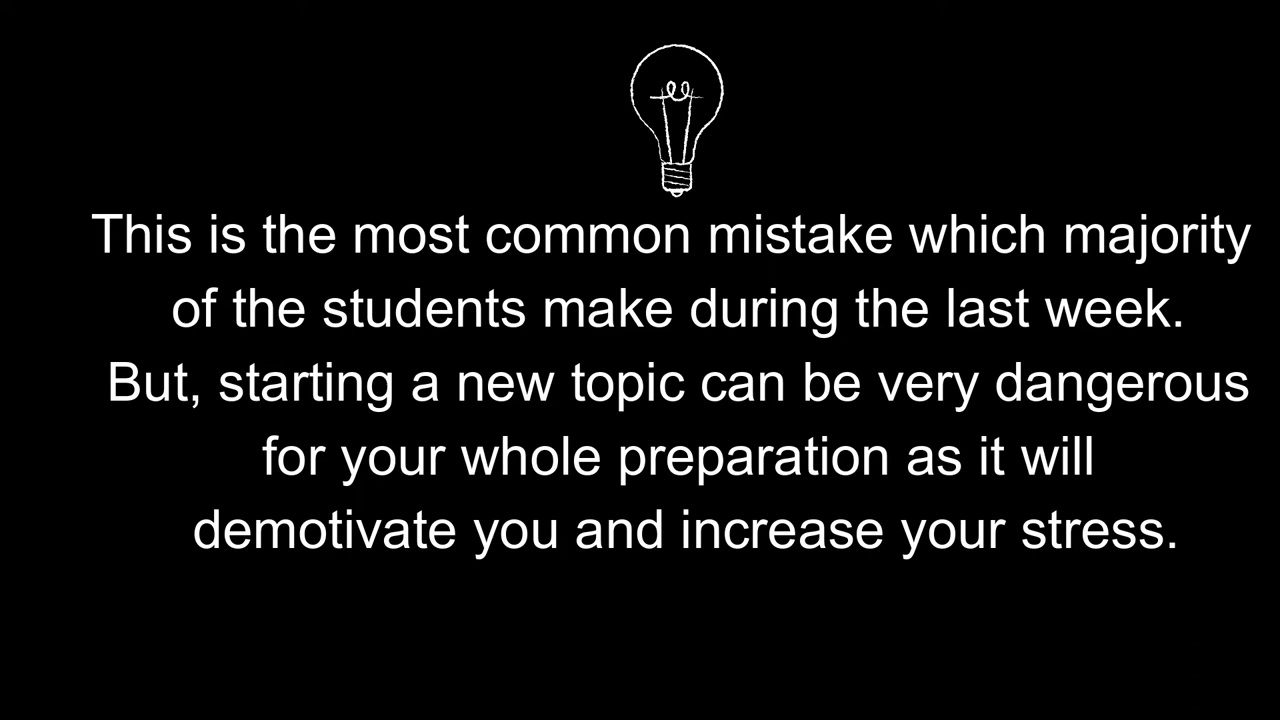 This is the most common mistake which majority
of the students make during the last week.
But, starting a new topic can be very dangerous
for your whole preparation as it will
demotivate you and increase your stress.